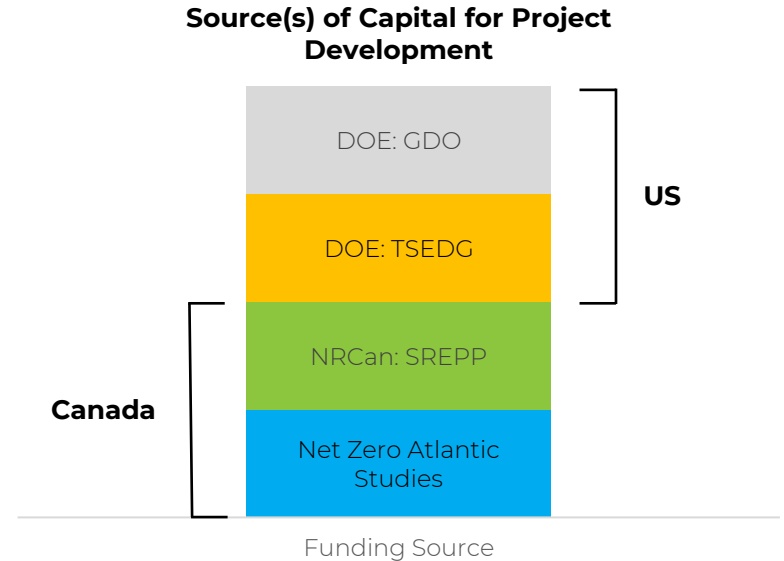 Source(s) of Capital for Project
Development
DOE: GDO
US
DOE: TSEDG
NRCan: SREPP
Canada
Net Zero Atlantic
Studies
Funding Source